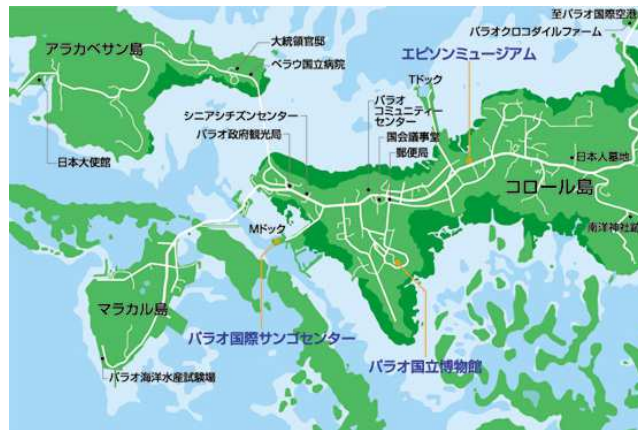 至パラオ国際空港
パラオクロコダイルファーム
大統領官邸
アラカベサン島
ベラウ国立病院
エピソンミュージアム
Tドック
パラオ
コミュニティー
センター
シニアシチズンセンター
パラオ政府観光局
国会議事堂
郵便局
日本大使館
日本人墓地
コロール島
南洋神社跡
Mドック
マラカル島
パラオ国際サンゴセンター
パラオ国立博物館
パラオ海洋水産試験場